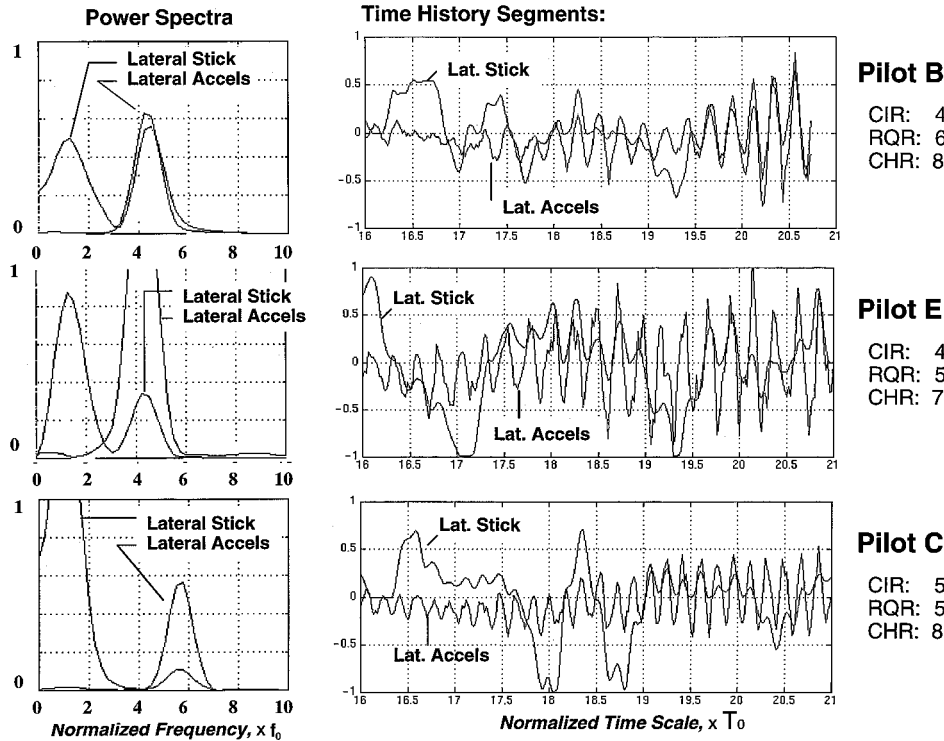 Power Spectra
Time History Segments:
1
Lateral Stick
Lateral Accels
0
0 2 4 6 8 10
1
0.5
0
-0.5
-1
Lat. Stick
Lat. Accels
16 16.5 17 17.5 18 18.5 19 19.5 20 20.5 21
Pilot B
CIR: 4
RQR: 6
CHR: 8
1
Lateral Stick
Lateral Accels
0
0 2 4 6 8 10
1
0.5
0
-0.5
-1
Lat. Stick
Lat. Accels
16 16.5 17 17.5 18 18.5 19 19.5 20 20.5 21
Pilot E
CIR: 4
RQR: 5
CHR: 7
1
Lateral Stick
Lateral Accels
0
0 2 4 6 8 10
Normalized Frequency, x f₀
1
0.5
0
-0.5
-1
Lat. Stick
Lat. Accels
16 16.5 17 17.5 18 18.5 19 19.5 20 20.5 21
Normalized Time Scale, x T₀
Pilot C
CIR: 5
RQR: 5
CHR: 8